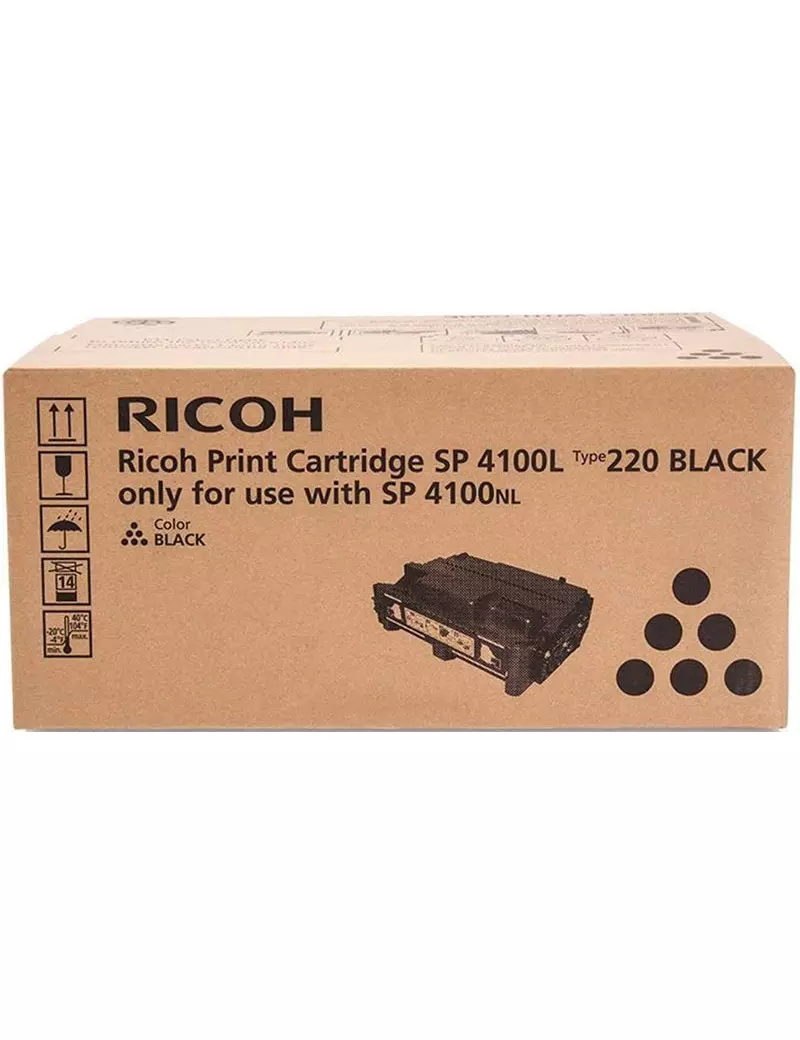 RICOH
Ricoh Print Cartridge SP 4100L Type 220 BLACK
only for use with SP 4100NL
Color
BLACK
14
-20°C
-4°F
min.
40°C
104°F
max.